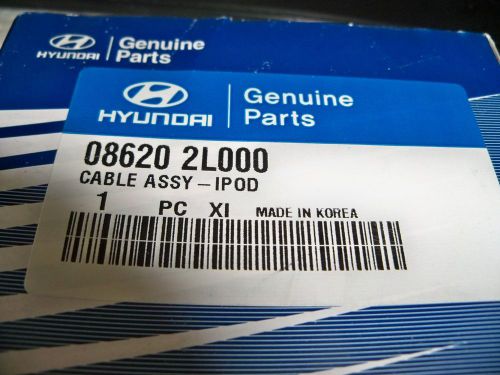 HYUNDAI
Genuine
Parts
HYUNDAI
Genuine
Parts
08620 2L000
CABLE ASSY-IPOD
1 PC XI MADE IN KOREA